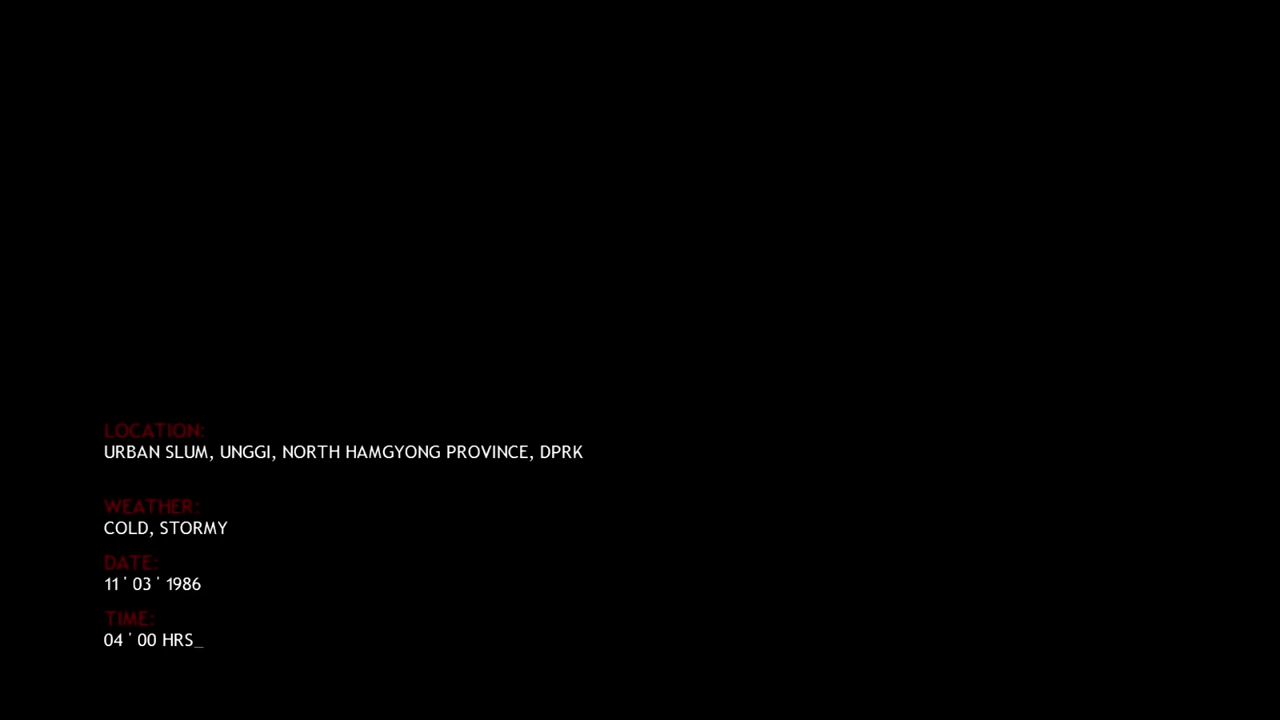 LOCATION:
URBAN SLUM, UNGGI, NORTH HAMGYONG PROVINCE, DPRK
WEATHER:
COLD, STORMY
DATE:
11 ' 03 ' 1986
TIME:
04 ' 00 HRS_